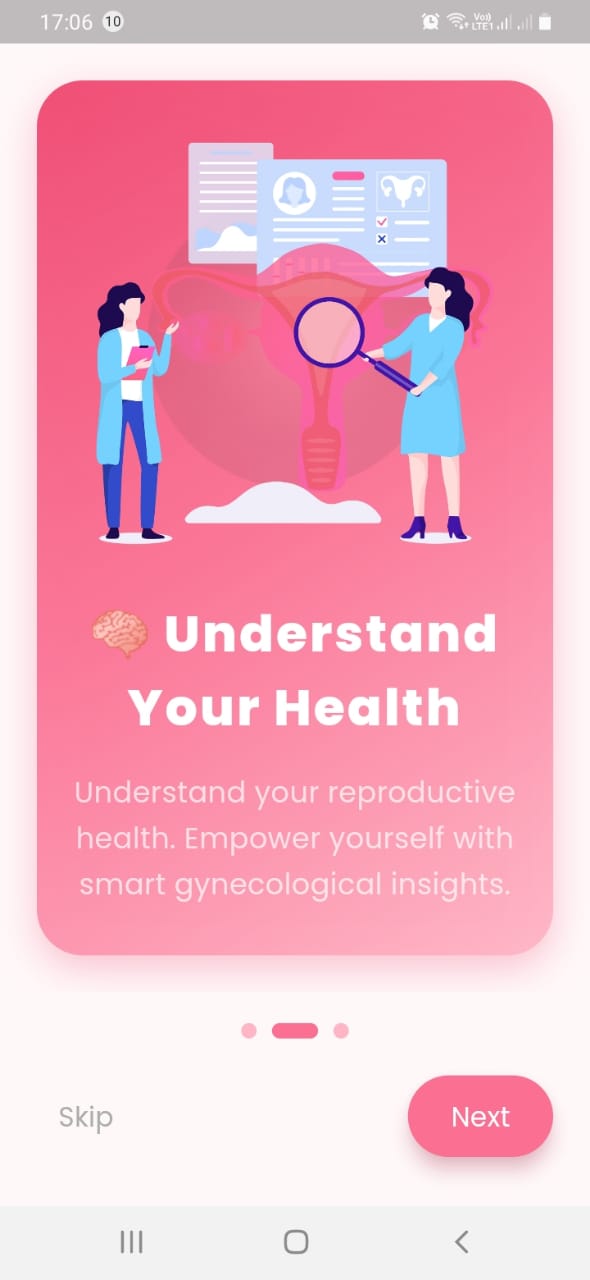 17:06 10
Vo))
LTE1
🧠 Understand
Your Health
Understand your reproductive
health. Empower yourself with
smart gynecological insights.
Skip
Next